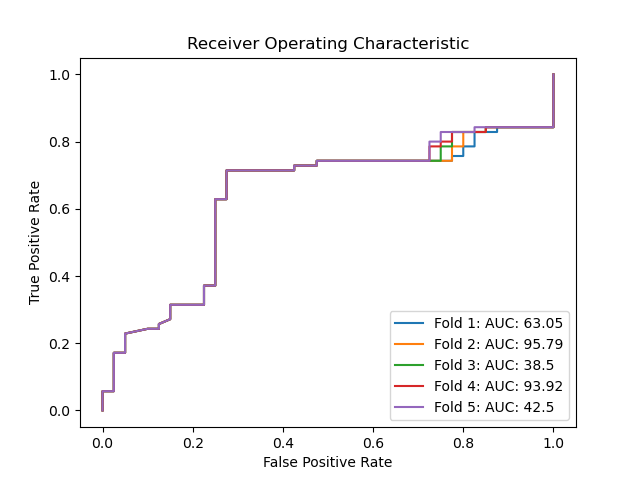 Receiver Operating Characteristic
True Positive Rate
1.0
0.8
0.6
0.4
0.2
0.0
Fold 1: AUC: 63.05
Fold 2: AUC: 95.79
Fold 3: AUC: 38.5
Fold 4: AUC: 93.92
Fold 5: AUC: 42.5
0.0 0.2 0.4 0.6 0.8 1.0
False Positive Rate